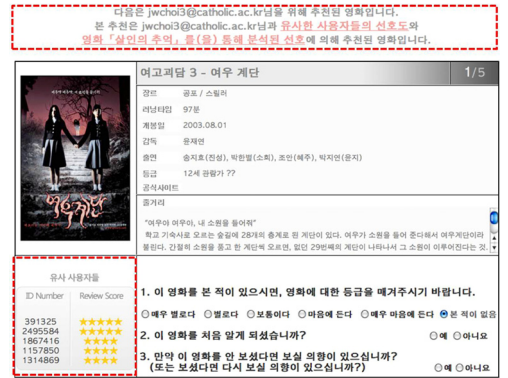 다음은 jwchoi3@catholic.ac.kr님을 위해 추천된 영화입니다.
본 추천은 jwchoi3@catholic.ac.kr님과 유사한 사용자들의 선호도와
영화「살인의 추억」를(을) 통해 분석된 선호에 의해 추천된 영화입니다.
여고괴담 3 - 여우 계단
1/5
장르 공포 / 스릴러
러닝타임 97분
개봉일 2003.08.01
감독 윤재연
출연 송지효(진성), 박한별(소희), 조안(혜주), 박지연(윤지)
등급 12세 관람가 ??
공식사이트
줄거리
"여우야 여우야, 내 소원을 들어줘"
학교 기숙사로 오르는 숲길에 28개의 층계로 된 계단이 있다. 여우가 소원을 들어 준다해서 여우계단이라
불린다. 간절히 소원을 품고 한 계단씩 오르면, 없던 29번째의 계단이 나타나서 그 소원이 이루어진다는 것.
여우계단
유사 사용자들
ID Number Review Score
391325 ★★★★★
2495584 ★★★★
1867416 ★★★★
1157850 ★★★★
1314869 ★★★★
1. 이 영화를 본 적이 있으시면, 영화에 대한 등급을 매겨주시기 바랍니다.
매우 별로다 별로다 보통이다 마음에 든다 매우 마음에 든다 본 적이 없음
2. 이 영화를 처음 알게 되셨습니까?
예 아니요
3. 만약 이 영화를 안 보셨다면 보실 의향이 있으십니까?
(또는 보셨다면 다시 보실 의향이 있으십니까?)
예 아니요